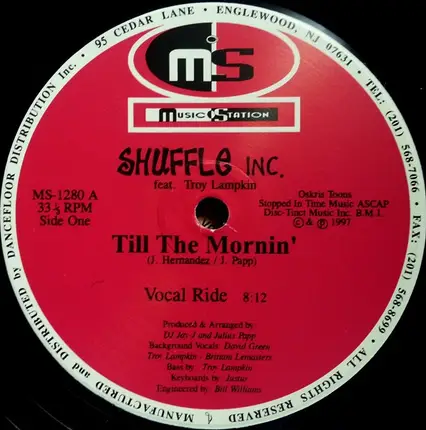 MANUFACTURED and DISTRIBUTED by DANCEFLOOR DISTRIBUTION Inc. • 95 CEDAR LANE • ENGLEWOOD, NJ 07631 • TEL: (201) 568-7066 • FAX: (201) 568-8699 • ALL RIGHTS RESERVED •
MS
MUSIC STATION
SHUFFLE INC.
feat. Troy Lampkin
MS-1280 A
33 1/3 RPM
Side One
Oskris Toons
Stopped In Time Music ASCAP
Disc-Tinct Music Inc. B.M.I.
© & ℗ 1997
Till The Mornin'
(J. Hernandez / J. Papp)
Vocal Ride 8:12
Produced & Arranged by
DJ Jay-J and Julius Papp
Background Vocals: David Green
Troy Lampkin - Brittani Lemasters
Bass by: Troy Lampkin
Keyboards by:
Engineered by: Bill Williams